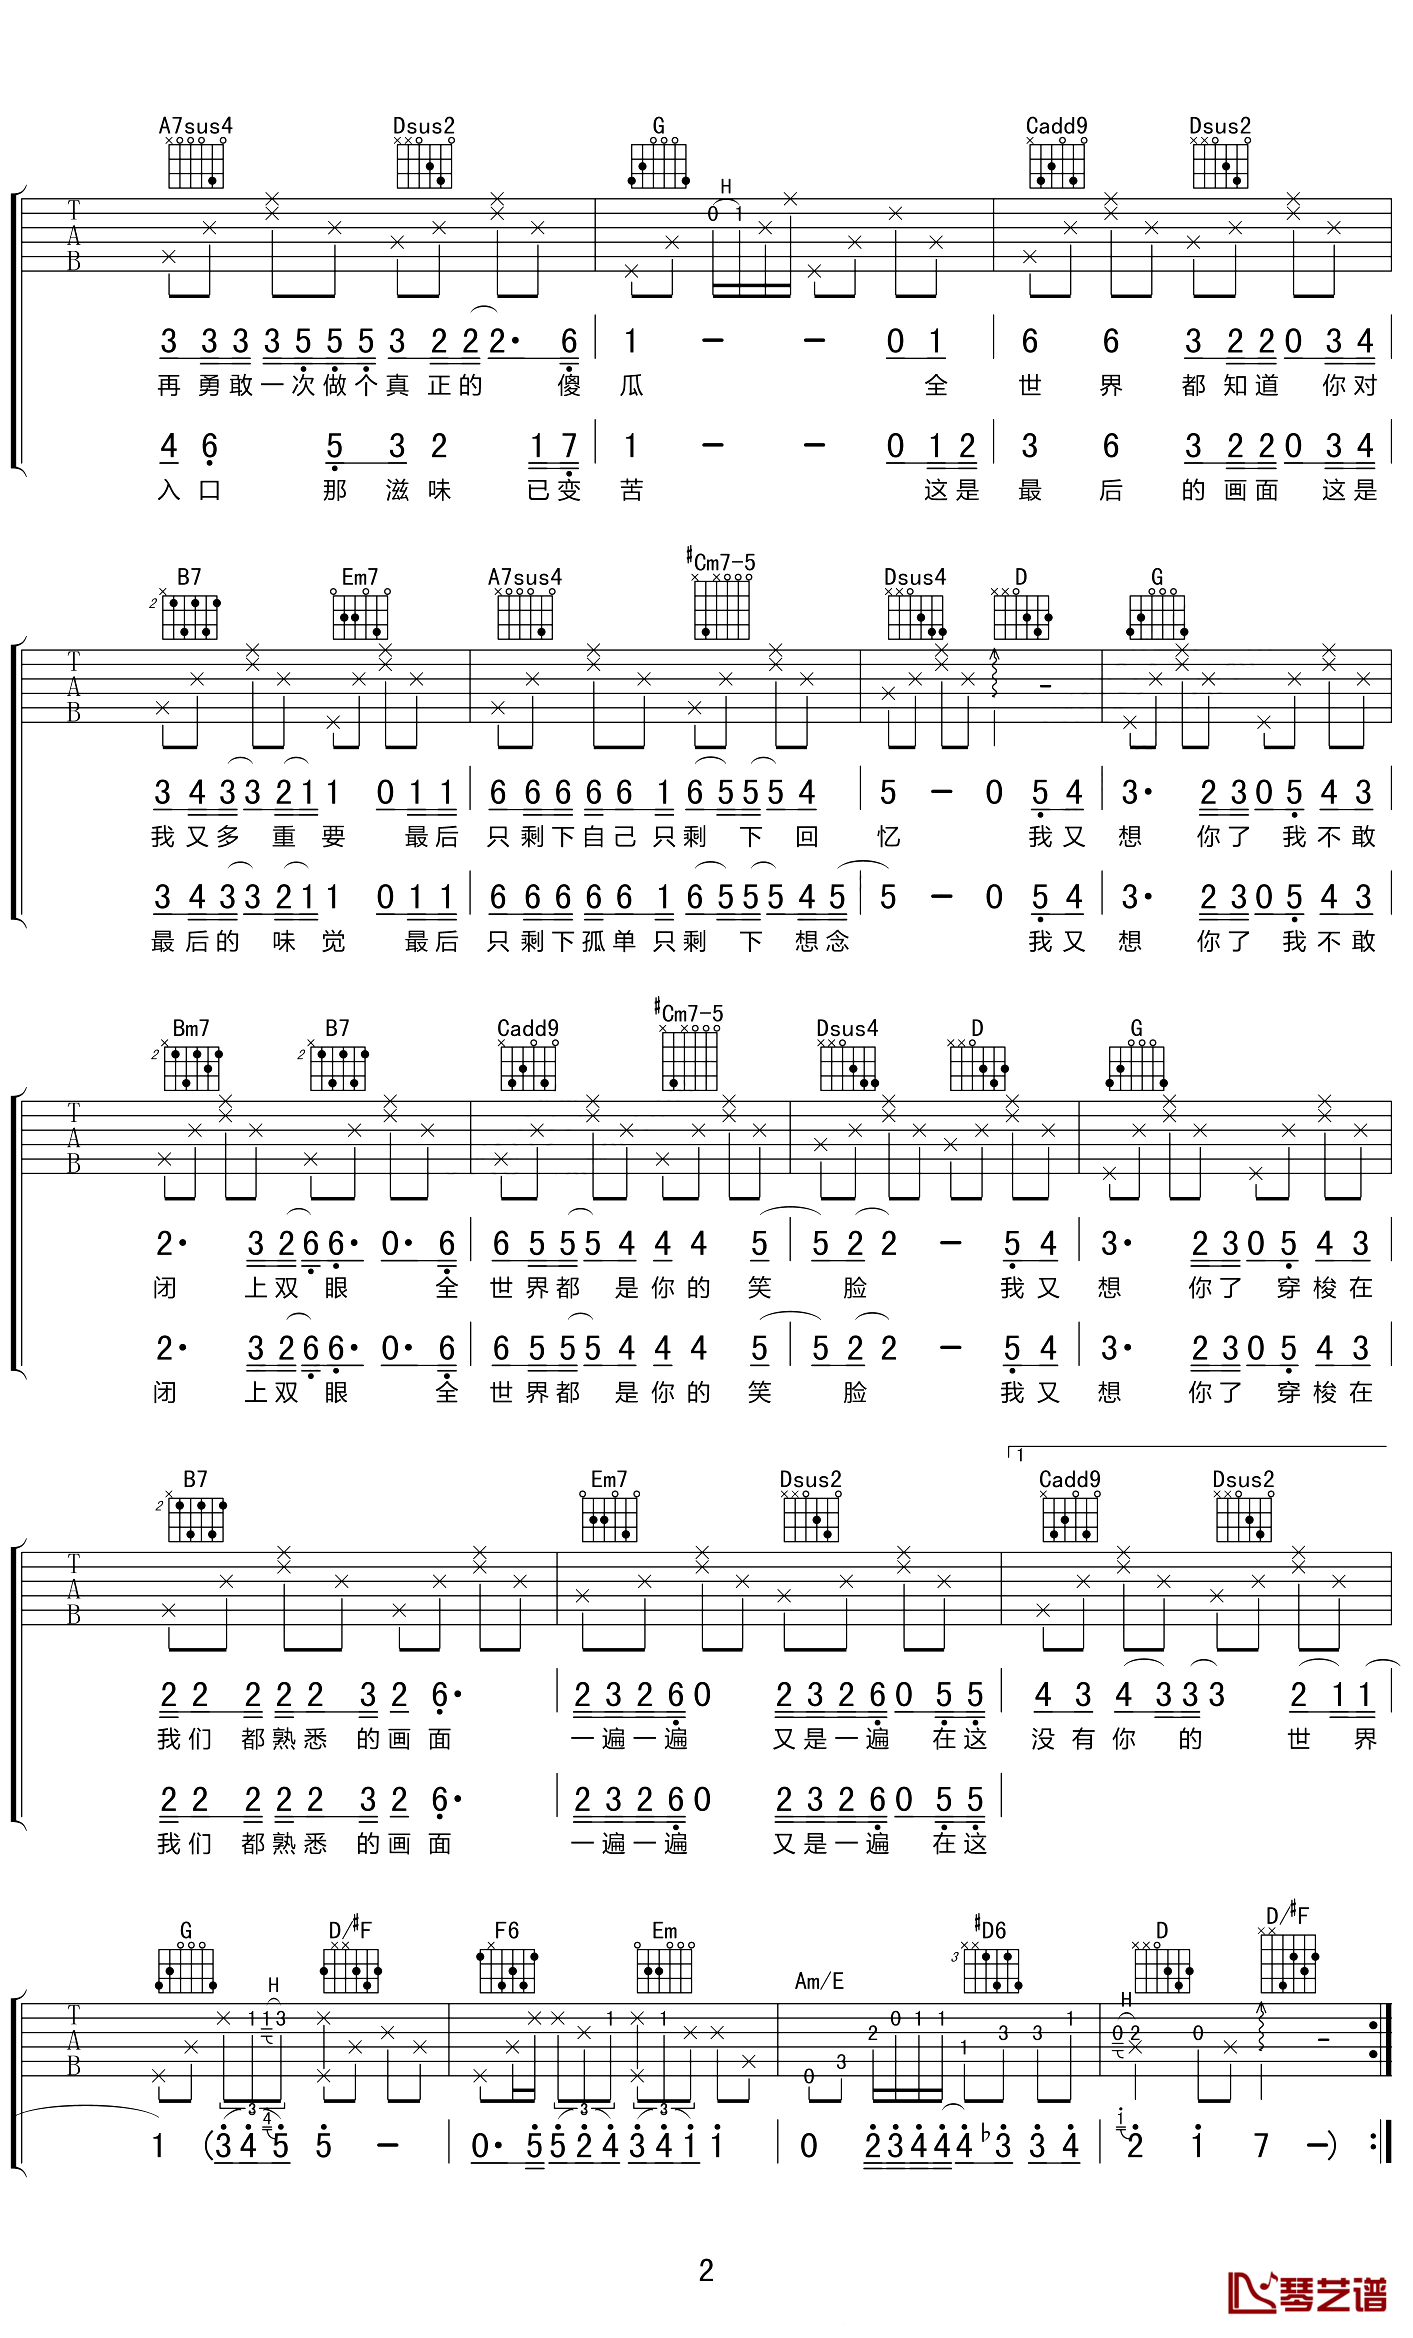 A7sus4 Dsus2 G Cadd9 Dsus2
H
T A B 0 1
3 3 3 3 5 5 5 3 2 2 2· 6 | 1 - - 0 1 | 6 6 3 2 2 0 3 4
再 勇 敢 一 次 做 个 真 正 的 傻 瓜 全 世 界 都 知 道 你 对
4 6 5 3 2 1 7 | 1 - - 0 1 2 | 3 6 3 2 2 0 3 4
入 口 那 滋 味 已 变 苦 这 是 最 后 的 画 面 这 是
B7 Em7 A7sus4 #Cm7-5 Dsus4 D G
2
T A B
3 4 3 3 2 1 1 0 1 1 | 6 6 6 6 6 1 6 5 5 5 4 | 5 - 0 5 4 | 3· 2 3 0 5 4 3
我 又 多 重 要 最 后 只 剩 下 自 己 只 剩 下 回 忆 我 又 想 你 了 我 不 敢
3 4 3 3 2 1 1 0 1 1 | 6 6 6 6 6 1 6 5 5 5 4 5 | 5 - 0 5 4 | 3· 2 3 0 5 4 3
最 后 的 味 觉 最 后 只 剩 下 孤 单 只 剩 下 想 念 我 又 想 你 了 我 不 敢
Bm7 B7 Cadd9 #Cm7-5 Dsus4 D G
2 2
T A B
2· 3 2 6 6· 0· 6 | 6 5 5 5 4 4 4 5 | 5 2 2 - 5 4 | 3· 2 3 0 5 4 3
闭 上 双 眼 全 世 界 都 是 你 的 笑 脸 我 又 想 你 了 穿 梭 在
2· 3 2 6 6· 0· 6 | 6 5 5 5 4 4 4 5 | 5 2 2 - 5 4 | 3· 2 3 0 5 4 3
闭 上 双 眼 全 世 界 都 是 你 的 笑 脸 我 又 想 你 了 穿 梭 在
1
B7 Em7 Dsus2 Cadd9 Dsus2
2
T A B
2 2 2 2 2 3 2 6· | 2 3 2 6 0 2 3 2 6 0 5 5 | 4 3 4 3 3 3 2 1 1
我 们 都 熟 悉 的 画 面 一 遍 一 遍 又 是 一 遍 在 这 没 有 你 的 世 界
2 2 2 2 2 3 2 6· | 2 3 2 6 0 2 3 2 6 0 5 5 |
我 们 都 熟 悉 的 画 面 一 遍 一 遍 又 是 一 遍 在 这
G D/#F F6 Em Am/E #D6 D D/#F
3
H H
T A B 1 1 3 1 1 0 3 2 0 1 1 1 3 3 1 0 2 0
3 3 3
1 (3 4 4 5 5 - | 0· 5 5 2 4 3 4 1 1 | 0 2 3 4 4 4 ♭3 3 4 | 1 2 1 7 -) :
2
琴艺谱